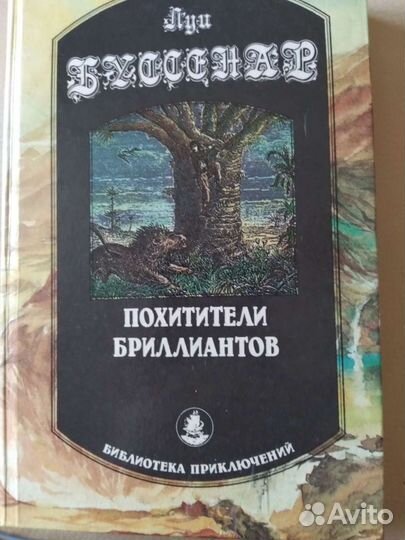 Луи
БУССЕНАР
ПОХИТИТЕЛИ
БРИЛЛИАНТОВ
БИБЛИОТЕКА ПРИКЛЮЧЕНИЙ
Avito